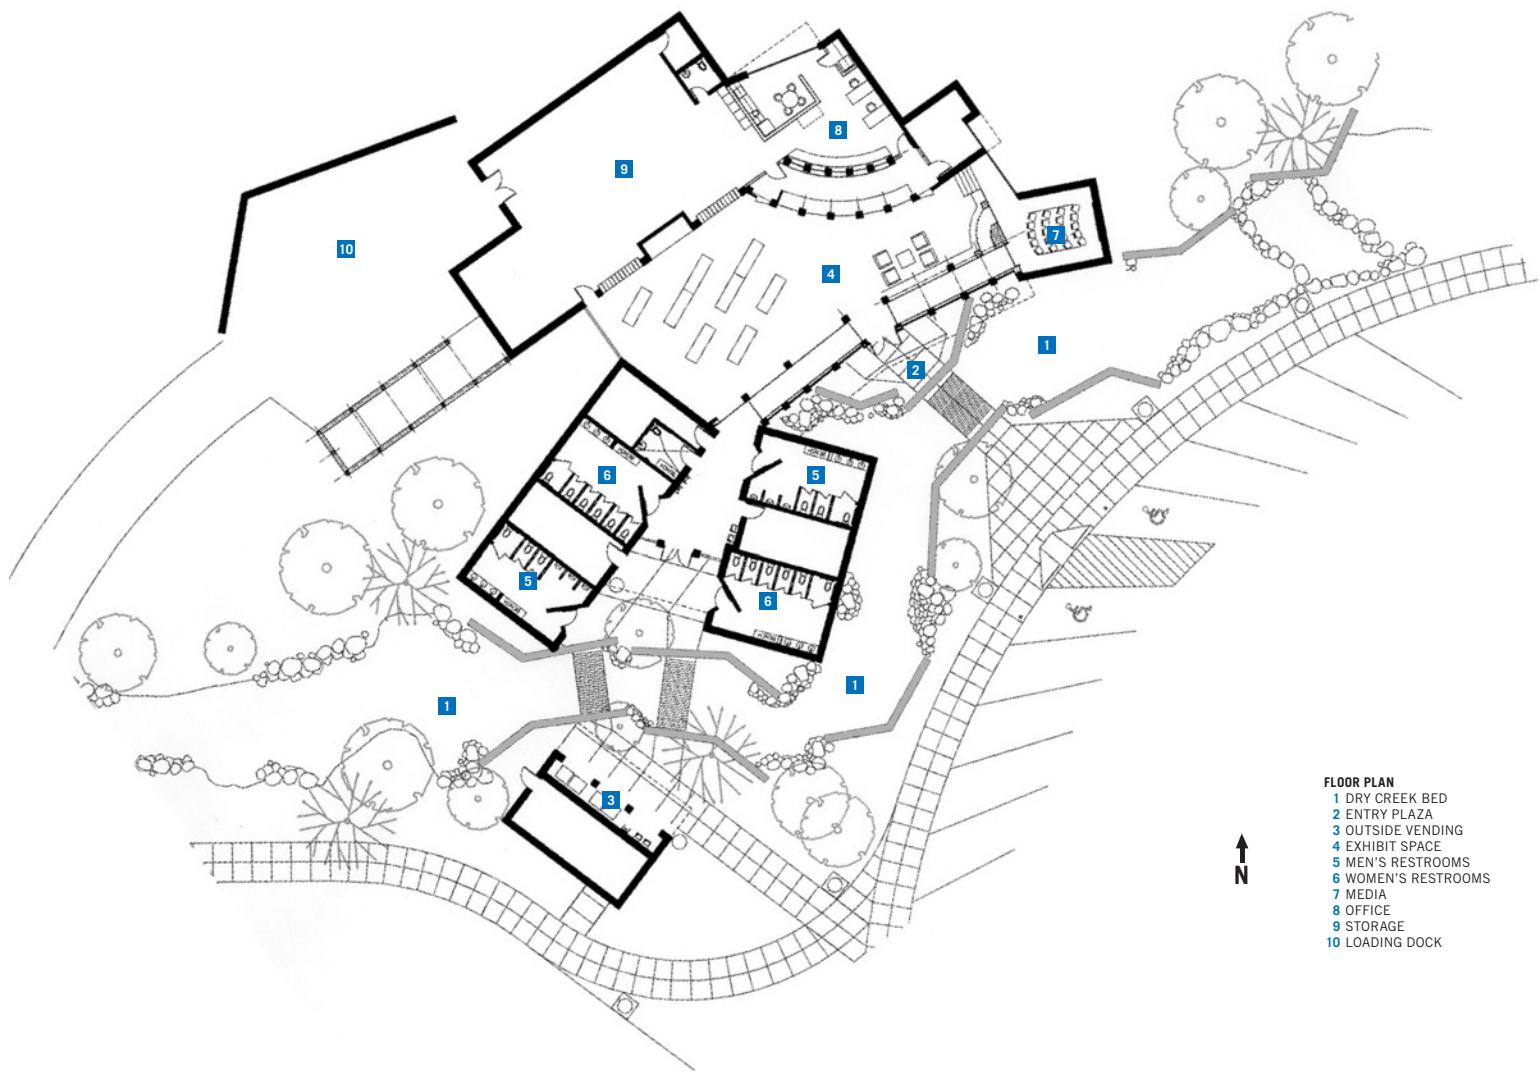 8
9
7
10
4
1
2
6
5
5
6
1
1
3
N
FLOOR PLAN
1 DRY CREEK BED
2 ENTRY PLAZA
3 OUTSIDE VENDING
4 EXHIBIT SPACE
5 MEN'S RESTROOMS
6 WOMEN'S RESTROOMS
7 MEDIA
8 OFFICE
9 STORAGE
10 LOADING DOCK